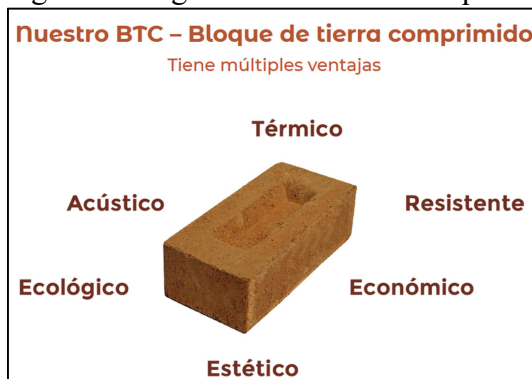 Nuestro BTC – Bloque de tierra comprimido
Tiene múltiples ventajas
Térmico
Acústico
Resistente
Ecológico
Económico
Estético